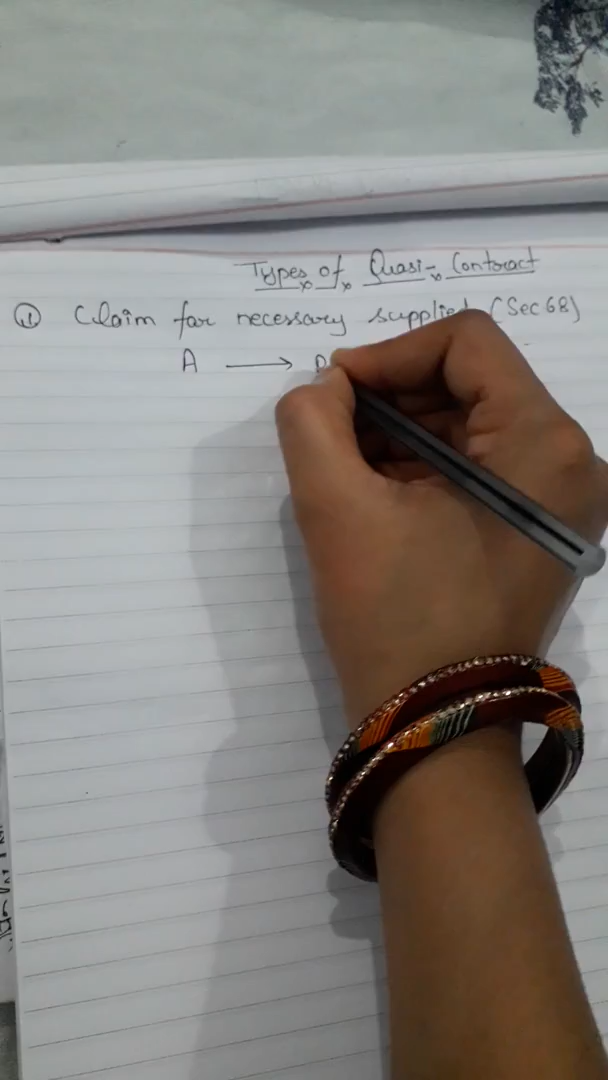 Types of Quasi-Contract
(1) Claim for necessary supplied (Sec 68)
A → B